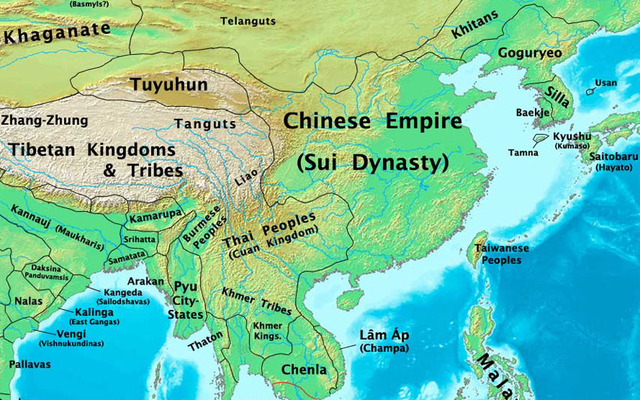 (Basmyls?)
Khaganate
Telanguts
Khitans
Goguryeo
Tuyuhun
Usan
Silla
Zhang-Zhung
Tanguts
Chinese Empire
(Sui Dynasty)
Baekje
Kyushu
(Kumaso)
Tamna
Saitobaru
(Hayato)
Tibetan Kingdoms
& Tribes
Liao
Kannauj (Maukharis)
Kamarupa
Burmese
Peoples
Thai Peoples
(Cuan Kingdom)
Srihatta
Samatata
Taiwanese
Peoples
Daksina
Panduvamsis
Arakan
Pyu
City-
States
Nalas
Kangeda
(Sailodshavas)
Khmer Tribes
Kalinga
(East Gangas)
Vengi
(Vishnukundinas)
Thaton
Khmer
Kings.
Lâm Áp
(Champa)
Pallavas
Chenla
Mala